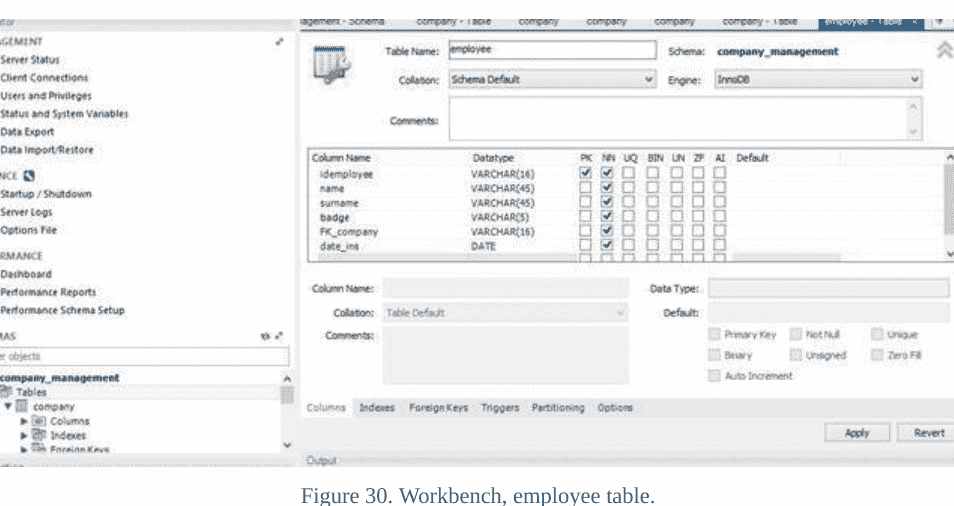 agement - Schema company - Table company company company company - Table employee - Table
GEMENT
Server Status
Client Connections
Users and Privileges
Status and System Variables
Data Export
Data Import/Restore
NCE
Startup / Shutdown
Server Logs
Options File
RMANCE
Dashboard
Performance Reports
Performance Schema Setup
MAS
er objects
company_management
Tables
company
Columns
Indexes
Foreign Keys
Table Name: employee Schema: company_management
Collation: Schema Default Engine: InnoDB
Comments:
Column Name Datatype PK NN UQ BIN UN ZF AI Default
idemployee VARCHAR(16)
name VARCHAR(45)
surname VARCHAR(45)
badge VARCHAR(5)
FK_company VARCHAR(16)
date_ins DATE
Column Name: Data Type:
Collation: Table Default Default:
Comments: Primary Key Not Null Unique
Binary Unsigned Zero Fill
Auto Increment
Columns Indexes Foreign Keys Triggers Partitioning Options
Apply Revert
Output
Figure 30. Workbench, employee table.